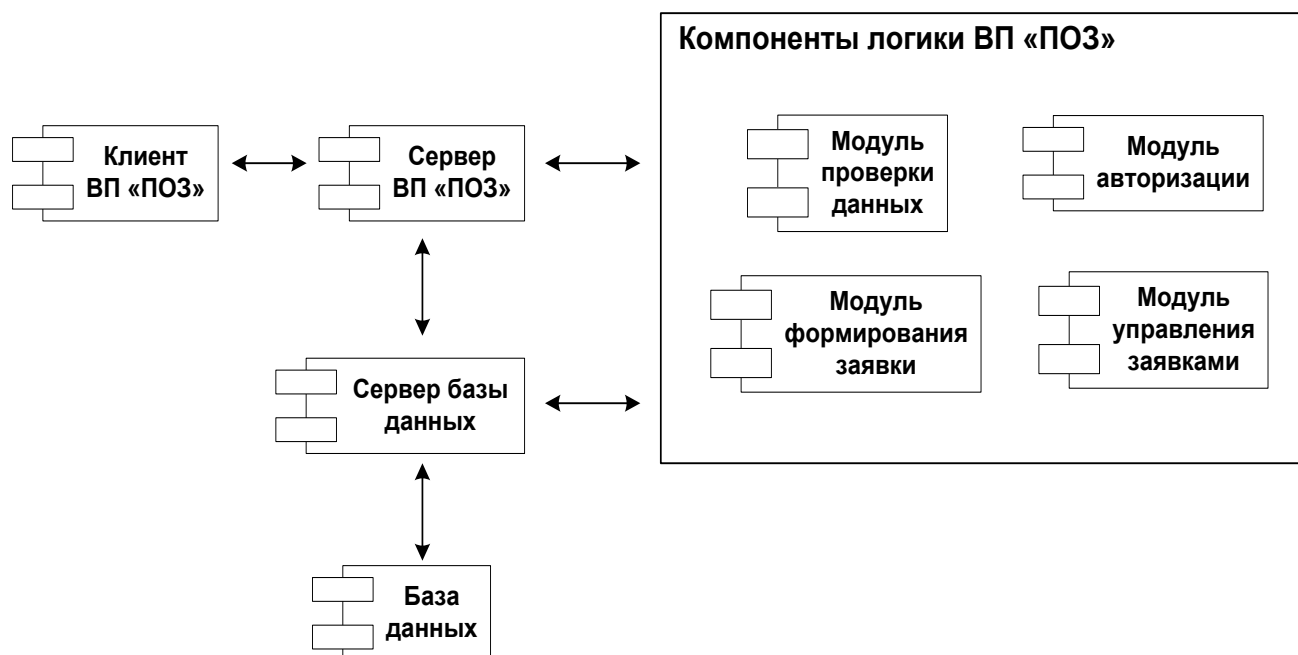 Компоненты логики ВП «ПОЗ»
Клиент
ВП «ПОЗ»
Сервер
ВП «ПОЗ»
Модуль
проверки
данных
Модуль
авторизации
Модуль
формирования
заявки
Модуль
управления
заявками
Сервер базы
данных
База
данных